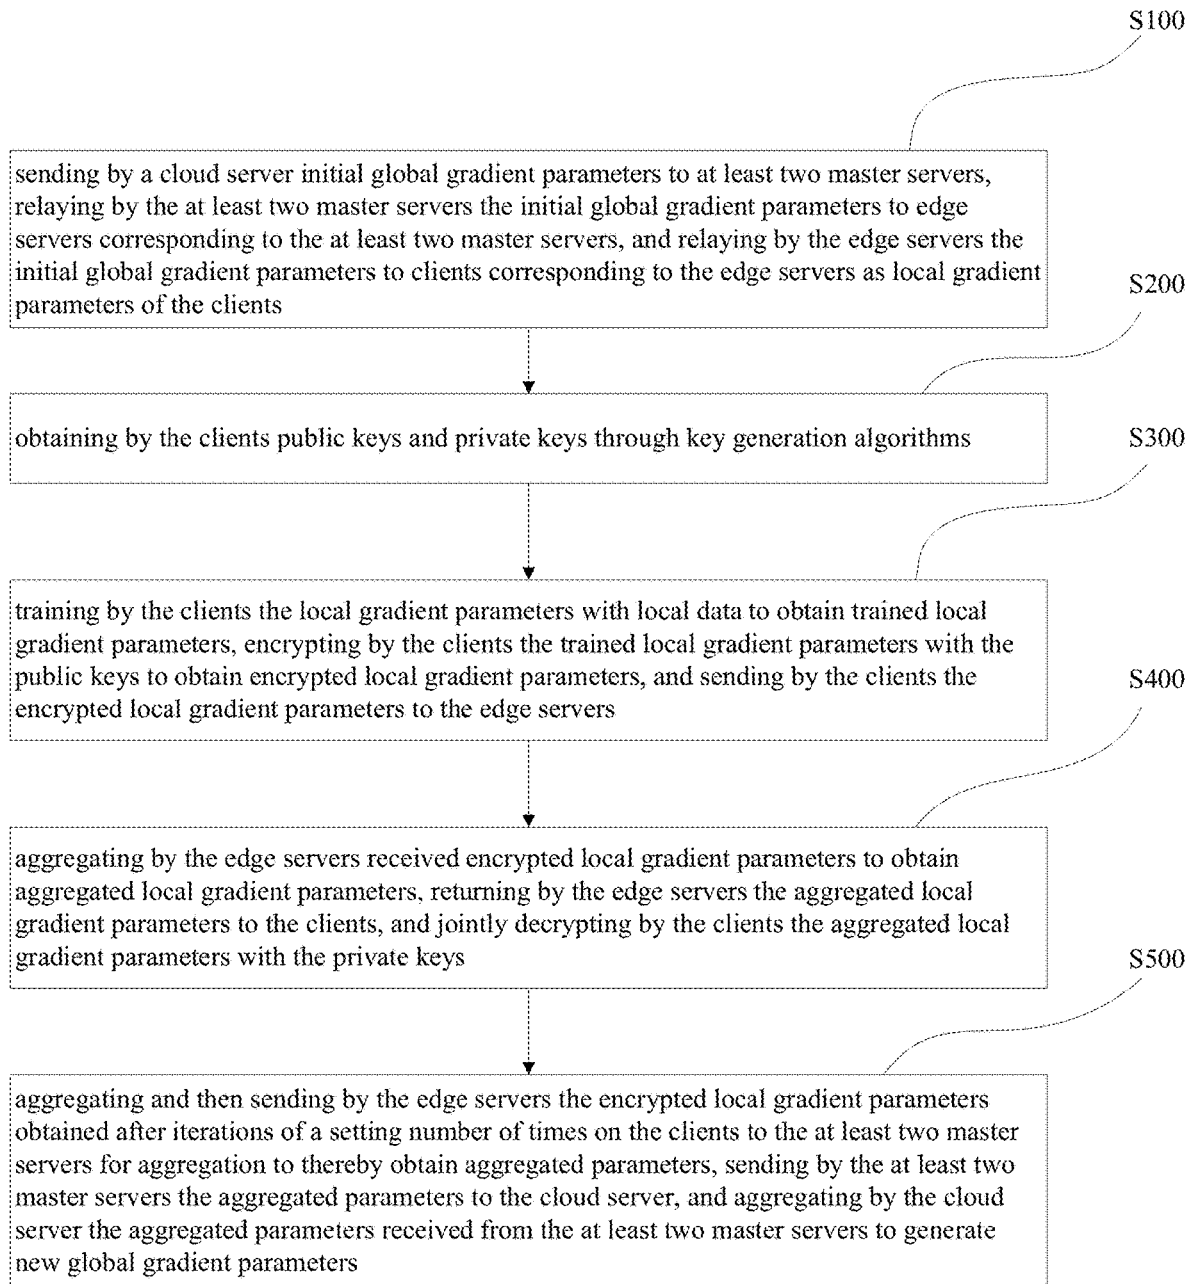 S100
sending by a cloud server initial global gradient parameters to at least two master servers,
relaying by the at least two master servers the initial global gradient parameters to edge
servers corresponding to the at least two master servers, and relaying by the edge servers the
initial global gradient parameters to clients corresponding to the edge servers as local gradient
parameters of the clients
S200
obtaining by the clients public keys and private keys through key generation algorithms
S300
training by the clients the local gradient parameters with local data to obtain trained local
gradient parameters, encrypting by the clients the trained local gradient parameters with the
public keys to obtain encrypted local gradient parameters, and sending by the clients the
encrypted local gradient parameters to the edge servers
S400
aggregating by the edge servers received encrypted local gradient parameters to obtain
aggregated local gradient parameters, returning by the edge servers the aggregated local
gradient parameters to the clients, and jointly decrypting by the clients the aggregated local
gradient parameters with the private keys
S500
aggregating and then sending by the edge servers the encrypted local gradient parameters
obtained after iterations of a setting number of times on the clients to the at least two master
servers for aggregation to thereby obtain aggregated parameters, sending by the at least two
master servers the aggregated parameters to the cloud server, and aggregating by the cloud
server the aggregated parameters received from the at least two master servers to generate
new global gradient parameters